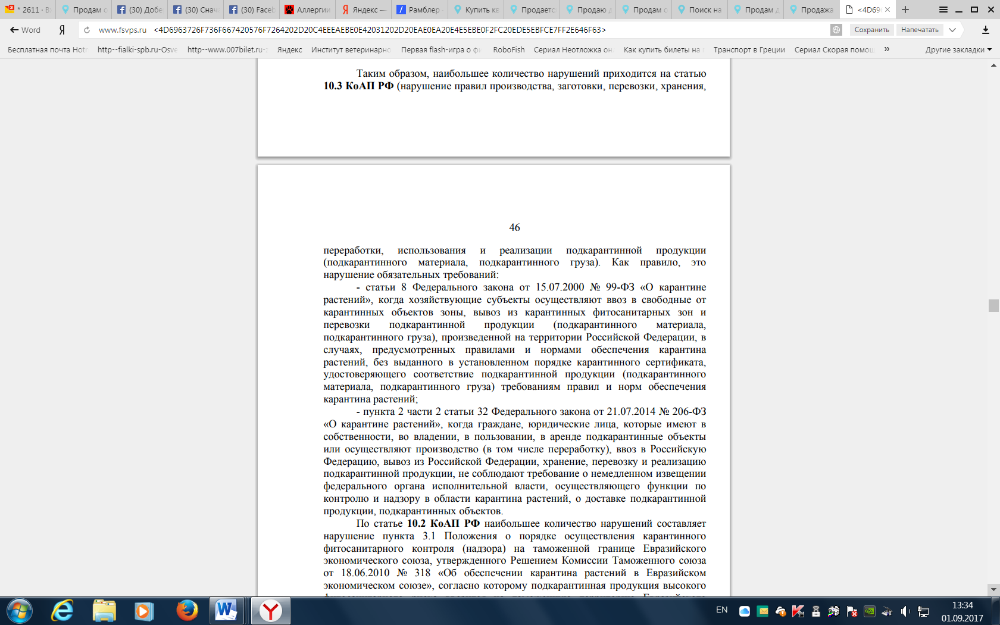 * 2611 · В
Продам с
(30) Добе
(30) Снач
(30) Faceb
Аллергии
Яндекс —
Рамблер
Купить кв
Продаетс
Продаю д
Продам о
Поиск на
Продам д
Продажа
<4D696
Word
www.fsvps.ru <4D6963726F736F667420576F7264202D20C4EEEAEBE0E42031202D20EAE0EA20E4E5EBE0F2FC20EDE5EBFCE7FF2E646F63>
Сохранить
Напечатать
Бесплатная почта Hotm
http--fialki-spb.ru-Osve
http--www.007bilet.ru-z
Яндекс
Институт ветеринарно
Первая flash-игра о фи
RoboFish
Сериал Неотложка он
Как купить билеты на
Транспорт в Греции
Сериал Скорая помощ
»
Другие закладки
Таким образом, наибольшее количество нарушений приходится на статью
10.3 КоАП РФ (нарушение правил производства, заготовки, перевозки, хранения,
46
переработки, использования и реализации подкарантинной продукции
(подкарантинного материала, подкарантинного груза). Как правило, это
нарушение обязательных требований:
- статьи 8 Федерального закона от 15.07.2000 № 99-ФЗ «О карантине
растений», когда хозяйствующие субъекты осуществляют ввоз в свободные от
карантинных объектов зоны, вывоз из карантинных фитосанитарных зон и
перевозки подкарантинной продукции (подкарантинного материала,
подкарантинного груза), произведенной на территории Российской Федерации, в
случаях, предусмотренных правилами и нормами обеспечения карантина
растений, без выданного в установленном порядке карантинного сертификата,
удостоверяющего соответствие подкарантинной продукции (подкарантинного
материала, подкарантинного груза) требованиям правил и норм обеспечения
карантина растений;
- пункта 2 части 2 статьи 32 Федерального закона от 21.07.2014 № 206-ФЗ
«О карантине растений», когда граждане, юридические лица, которые имеют в
собственности, во владении, в пользовании, в аренде подкарантинные объекты
или осуществляют производство (в том числе переработку), ввоз в Российскую
Федерацию, вывоз из Российской Федерации, хранение, перевозку и реализацию
подкарантинной продукции, не соблюдают требование о немедленном извещении
федерального органа исполнительной власти, осуществляющего функции по
контролю и надзору в области карантина растений, о доставке подкарантинной
продукции, подкарантинных объектов.
По статье 10.2 КоАП РФ наибольшее количество нарушений составляет
нарушение пункта 3.1 Положения о порядке осуществления карантинного
фитосанитарного контроля (надзора) на таможенной границе Евразийского
экономического союза, утвержденного Решением Комиссии Таможенного союза
от 18.06.2010 № 318 «Об обеспечении карантина растений в Евразийском
экономическом союзе», согласно которому подкарантинная продукция высокого
EN
13:34
01.09.2017